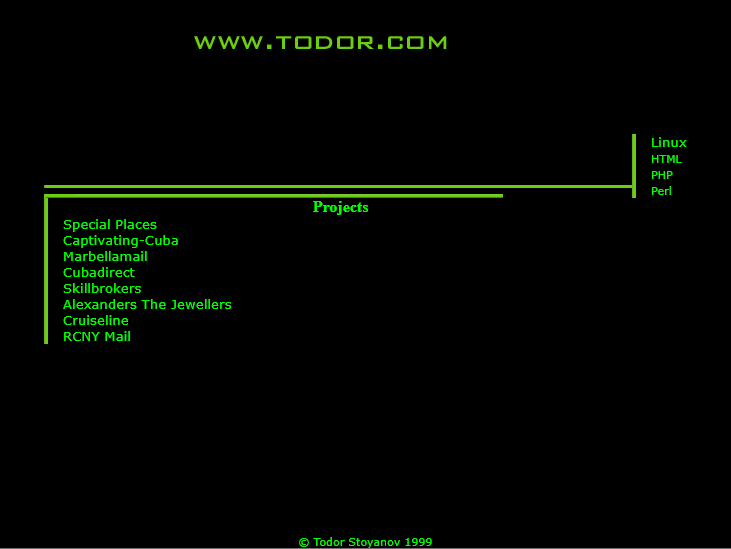 WWW.TODOR.COM
Linux
HTML
PHP
Perl
Projects
Special Places
Captivating-Cuba
Marbellamail
Cubadirect
Skillbrokers
Alexanders The Jewellers
Cruiseline
RCNY Mail
© Todor Stoyanov 1999